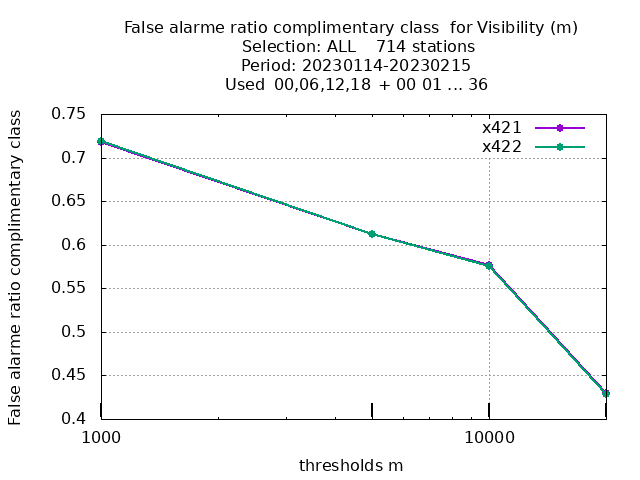 False alarme ratio complimentary class  for Visibility (m)
Selection: ALL    714 stations
Period: 20230114-20230215
Used  00,06,12,18 + 00 01 ... 36
False alarme ratio complimentary class
0.75
0.7
0.65
0.6
0.55
0.5
0.45
0.4
x421
x422
1000
10000
thresholds m